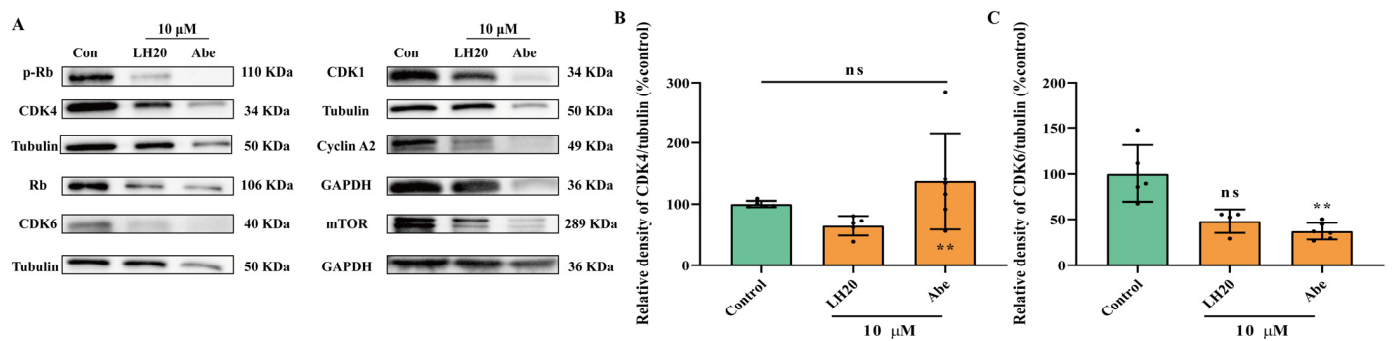 A
10 μM
Con LH20 Abe
p-Rb 110 KDa
CDK4 34 KDa
Tubulin 50 KDa
Rb 106 KDa
CDK6 40 KDa
Tubulin 50 KDa
10 μM
Con LH20 Abe
CDK1 34 KDa
Tubulin 50 KDa
Cyclin A2 49 KDa
GAPDH 36 KDa
mTOR 289 KDa
GAPDH 36 KDa
B
Relative density of CDK4/tubulin (%control)
300
200
100
0
ns
**
Control
LH20
Abe
10 μM
C
Relative density of CDK6/tubulin (%control)
200
150
100
50
0
ns
**
Control
LH20
Abe
10 μM